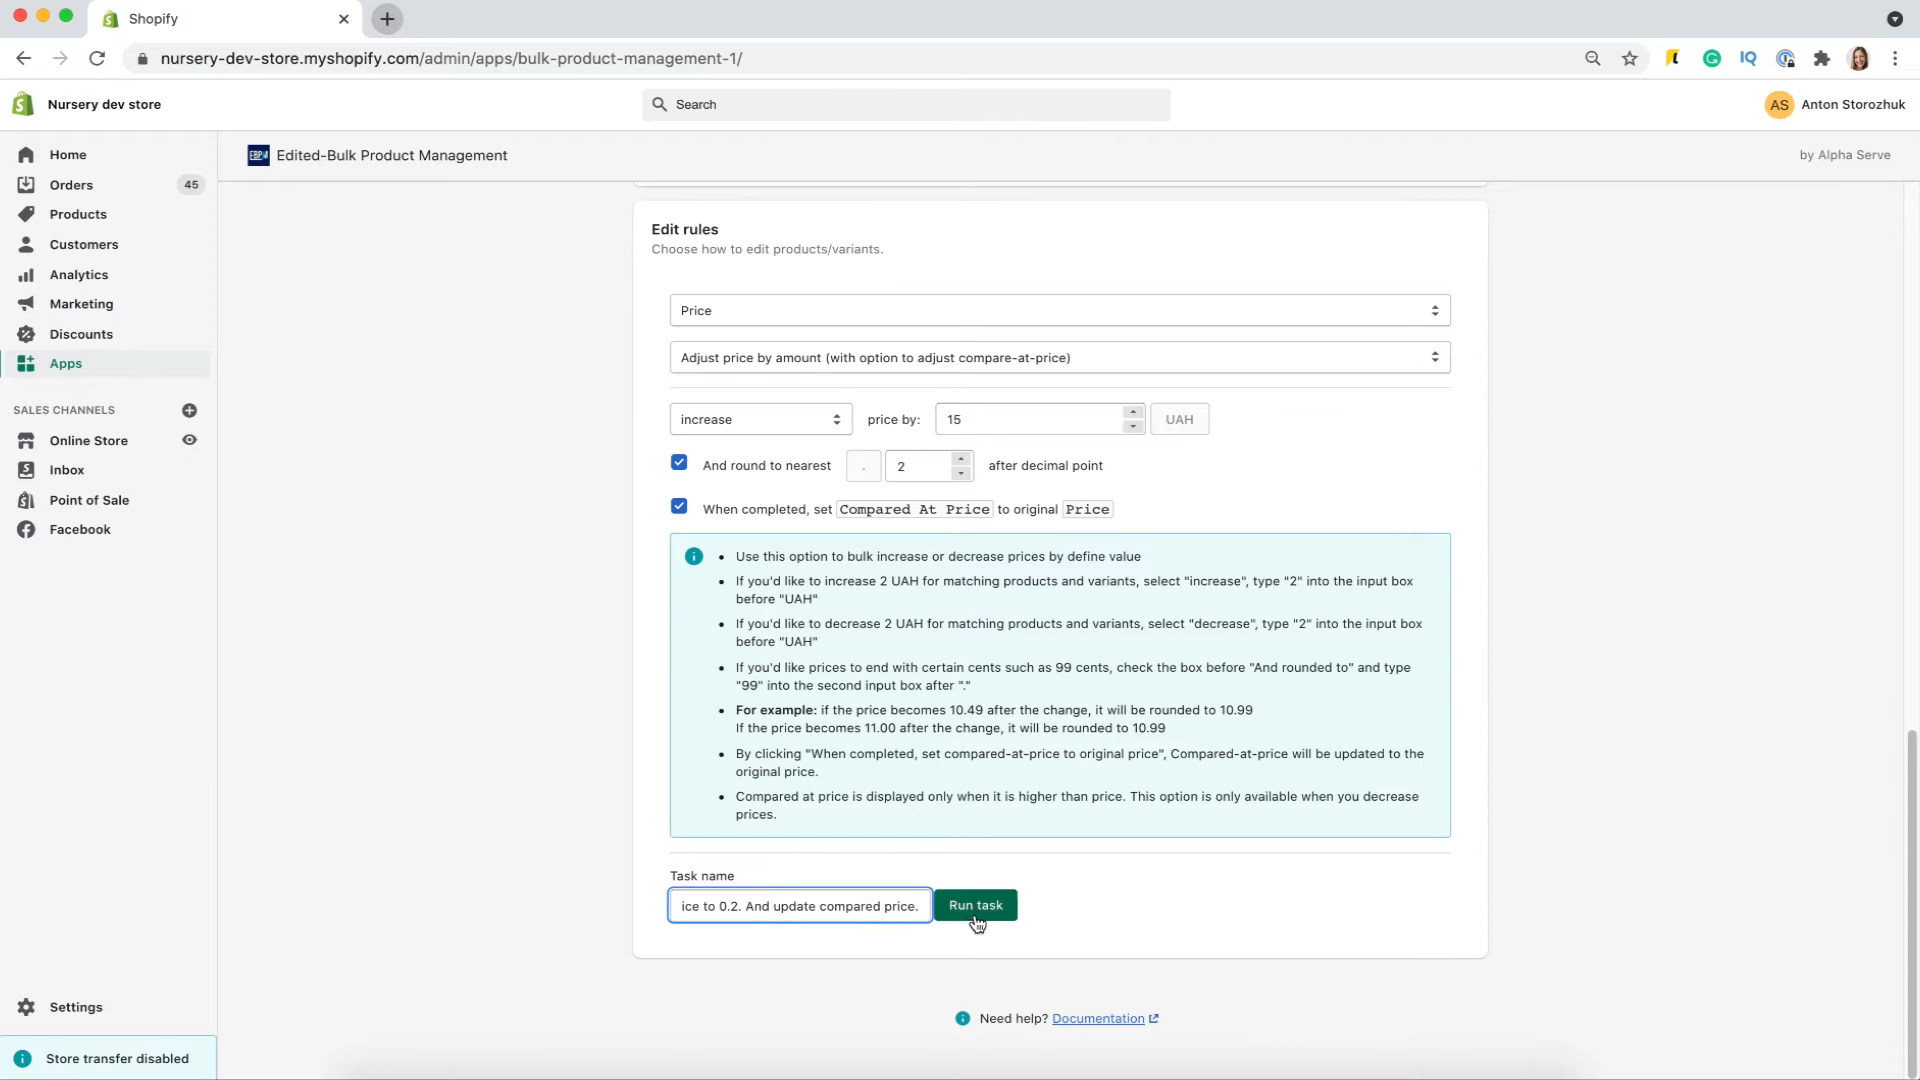 Shopify
nursery-dev-store.myshopify.com/admin/apps/bulk-product-management-1/
Nursery dev store
Search
AS Anton Storozhuk
Home
Orders 45
Products
Customers
Analytics
Marketing
Discounts
Apps
SALES CHANNELS
Online Store
Inbox
Point of Sale
Facebook
Settings
Store transfer disabled
EBPM Edited-Bulk Product Management
by Alpha Serve
Edit rules
Choose how to edit products/variants.
Price
Adjust price by amount (with option to adjust compare-at-price)
increase price by: 15 UAH
And round to nearest . 2 after decimal point
When completed, set Compared At Price to original Price
• Use this option to bulk increase or decrease prices by define value
• If you'd like to increase 2 UAH for matching products and variants, select "increase", type "2" into the input box
before "UAH"
• If you'd like to decrease 2 UAH for matching products and variants, select "decrease", type "2" into the input box
before "UAH"
• If you'd like prices to end with certain cents such as 99 cents, check the box before "And rounded to" and type
"99" into the second input box after "."
• For example: if the price becomes 10.49 after the change, it will be rounded to 10.99
If the price becomes 11.00 after the change, it will be rounded to 10.99
• By clicking "When completed, set compared-at-price to original price", Compared-at-price will be updated to the
original price.
• Compared at price is displayed only when it is higher than price. This option is only available when you decrease
prices.
Task name
ice to 0.2. And update compared price. Run task
Need help? Documentation